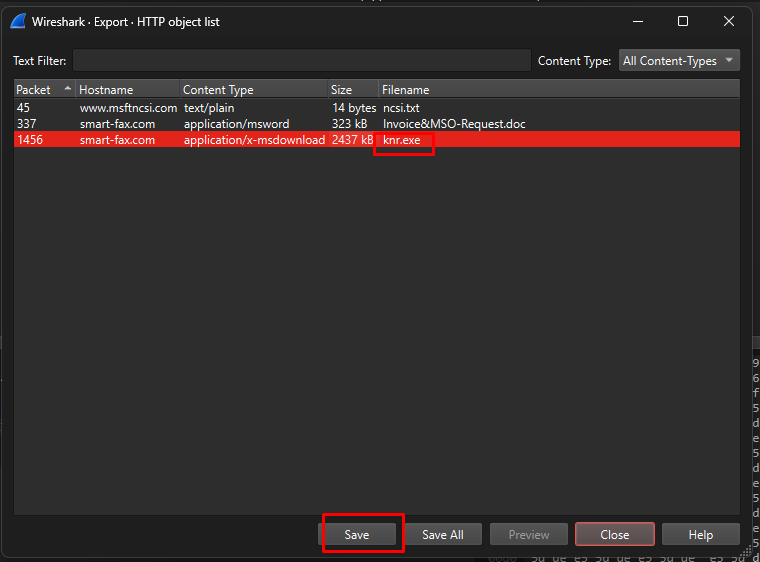 Wireshark · Export · HTTP object list
Text Filter: Content Type: All Content-Types
Packet Hostname Content Type Size Filename
45 www.msftncsi.com text/plain 14 bytes ncsi.txt
337 smart-fax.com application/msword 323 kB Invoice&MSO-Request.doc
1456 smart-fax.com application/x-msdownload 2437 kB knr.exe
Save Save All Preview Close Help